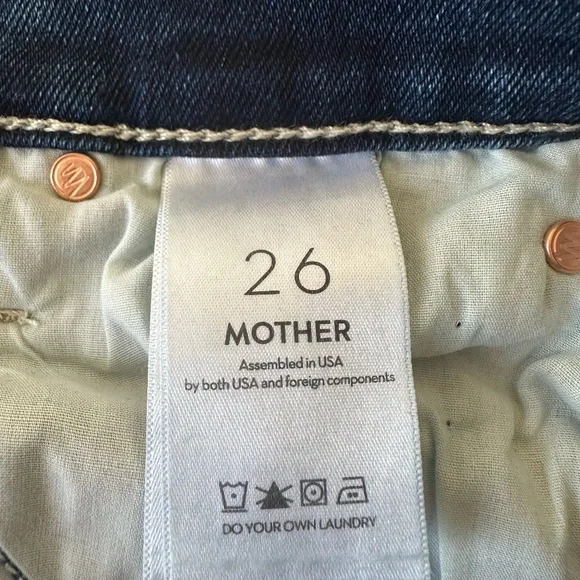 26
MOTHER
Assembled in USA
by both USA and foreign components
DO YOUR OWN LAUNDRY